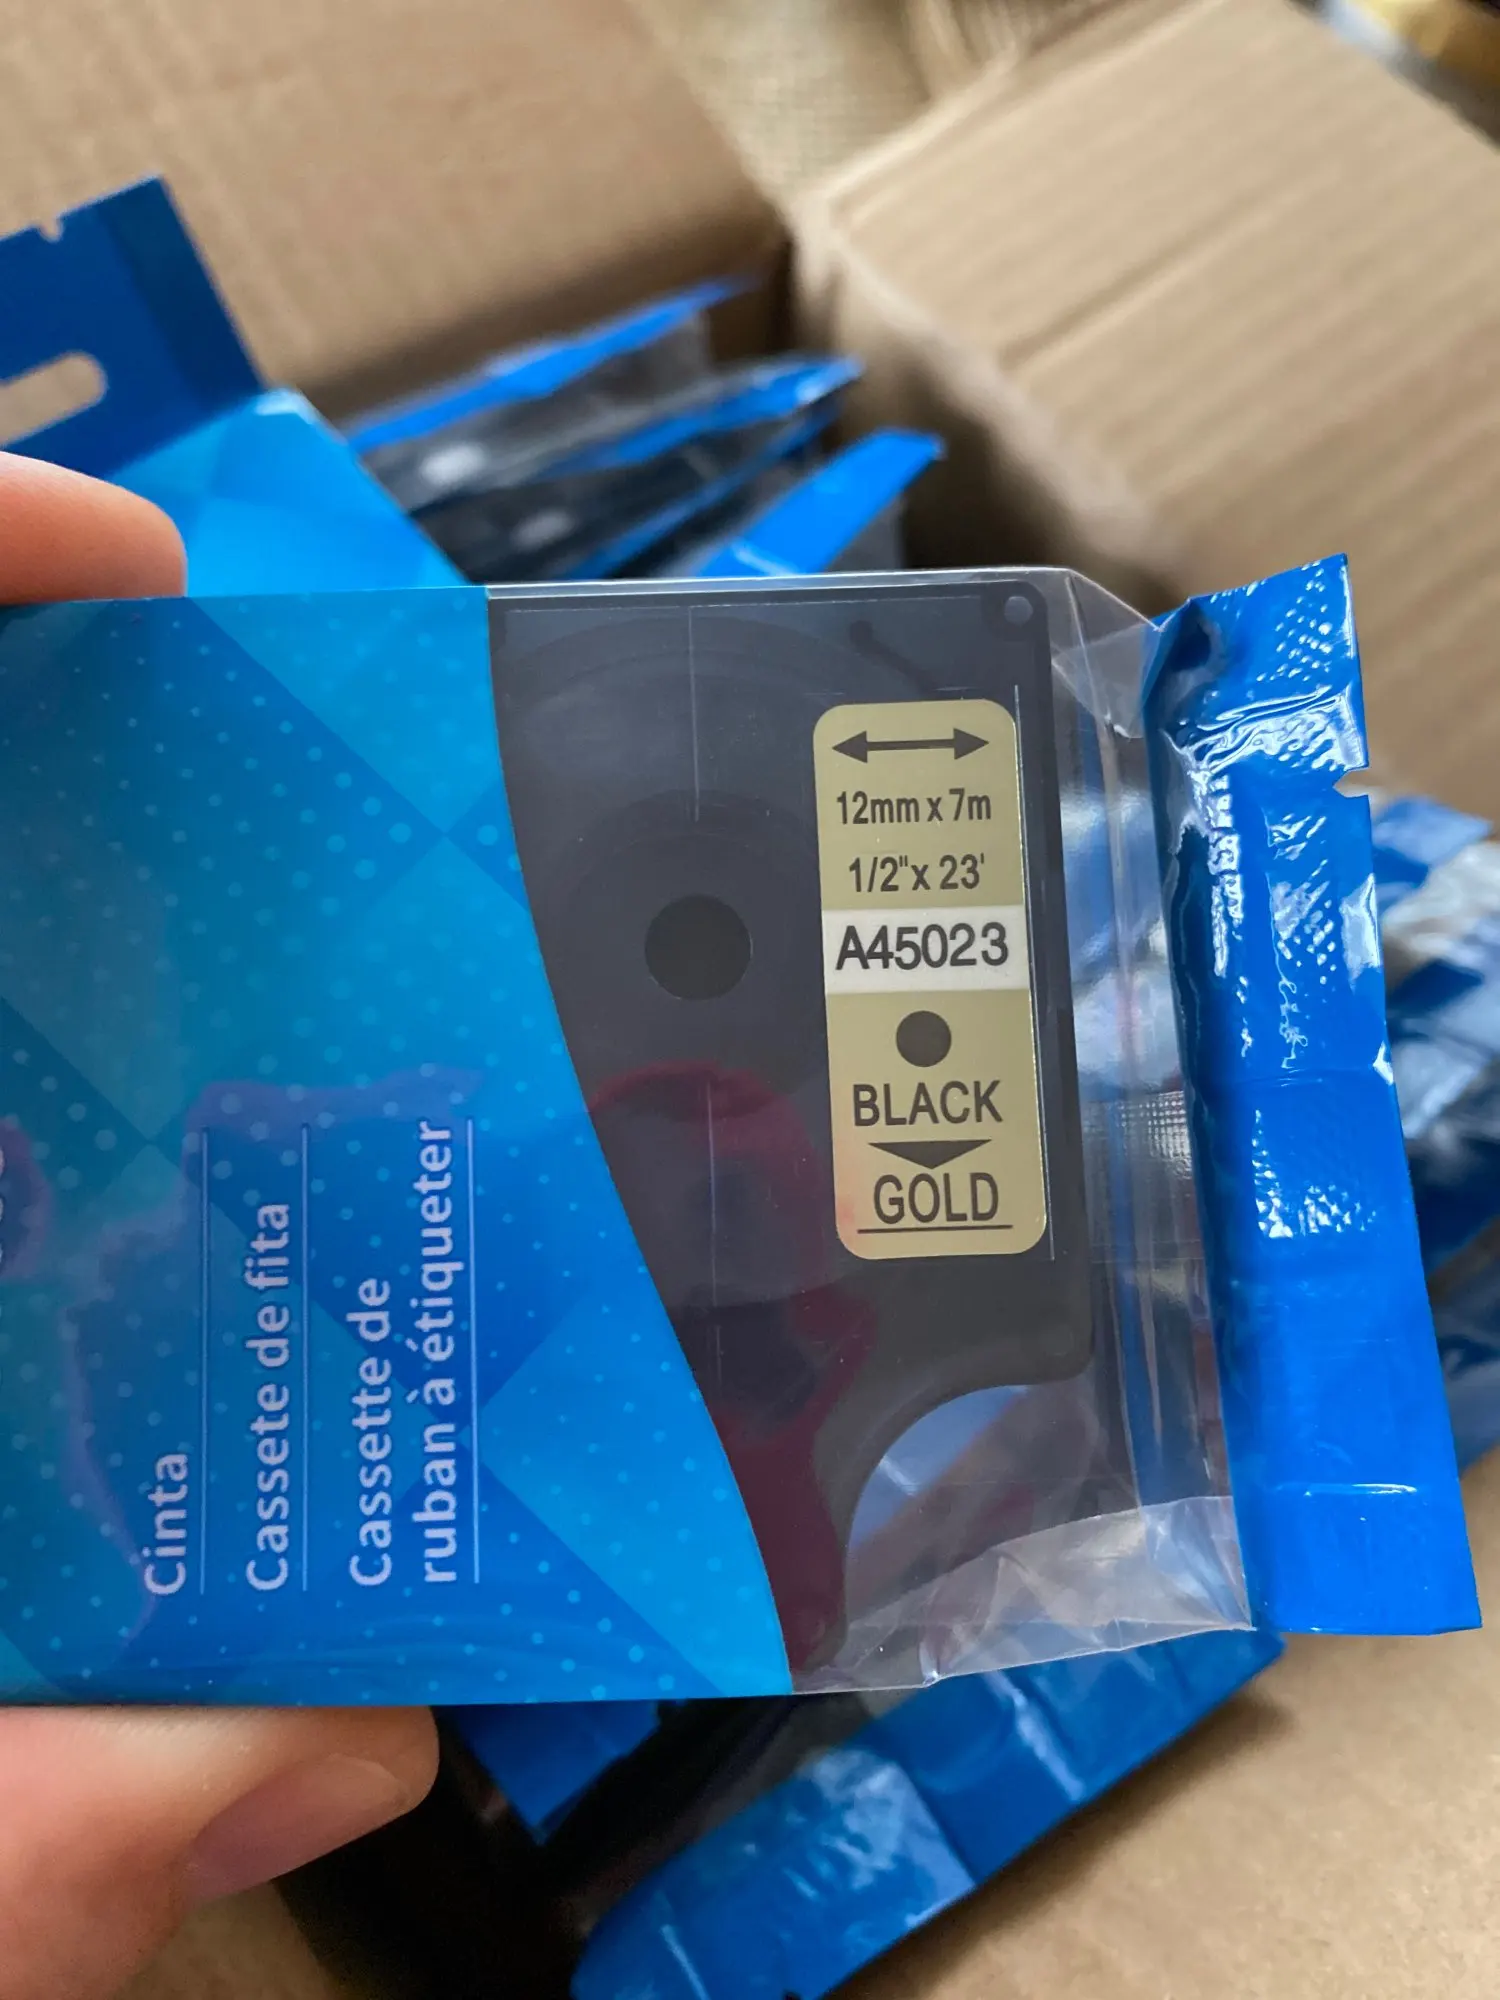 12mm x 7m
1/2"x 23'
A45023
BLACK
GOLD
Cinta
Cassete de fita
Cassette de
ruban à étiqueter